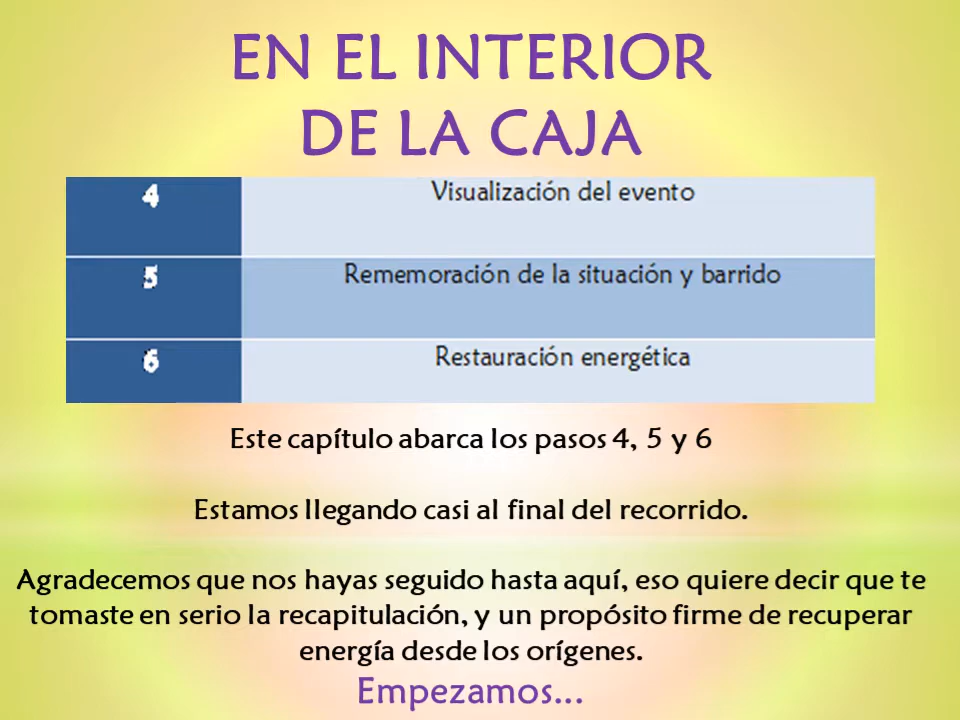 EN EL INTERIOR
DE LA CAJA
4 Visualización del evento
5 Rememoración de la situación y barrido
6 Restauración energética
Este capítulo abarca los pasos 4, 5 y 6
Estamos llegando casi al final del recorrido.
Agradecemos que nos hayas seguido hasta aquí, eso quiere decir que te
tomaste en serio la recapitulación, y un propósito firme de recuperar
energía desde los orígenes.
Empezamos...